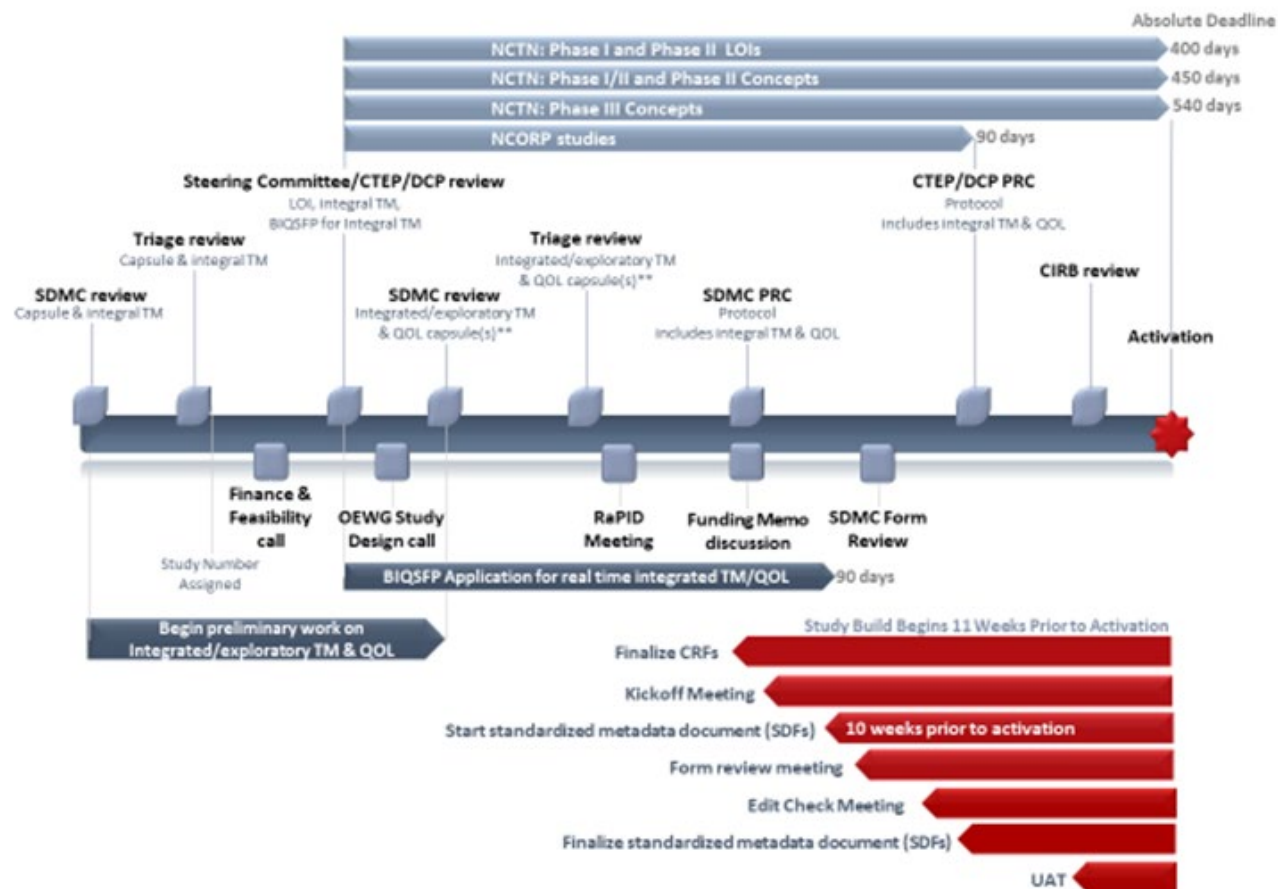 Absolute Deadline
NCTN: Phase I and Phase II LOIs
400 days
NCTN: Phase I/II and Phase II Concepts
450 days
NCTN: Phase III Concepts
540 days
NCORP studies
90 days
Steering Committee/CTEP/DCP review
LOI, integral TM,
BIQSFP for Integral TM
CTEP/DCP PRC
Protocol
includes integral TM & QOL
Triage review
Capsule & integral TM
Triage review
Integrated/exploratory TM
& QOL capsule(s)**
CIRB review
SDMC review
Capsule & integral TM
SDMC review
Integrated/exploratory TM
& QOL capsule(s)**
SDMC PRC
Protocol
includes integral TM & QOL
Activation
Finance &
Feasibility
call
OEWG Study
Design call
RaPID
Meeting
Funding Memo
discussion
SDMC Form
Review
Study Number
Assigned
BIQSFP Application for real time integrated TM/QOL
90 days
Begin preliminary work on
Integrated/exploratory TM & QOL
Study Build Begins 11 Weeks Prior to Activation
Finalize CRFs
Kickoff Meeting
Start standardized metadata document (SDFs)
10 weeks prior to activation
Form review meeting
Edit Check Meeting
Finalize standardized metadata document (SDFs)
UAT